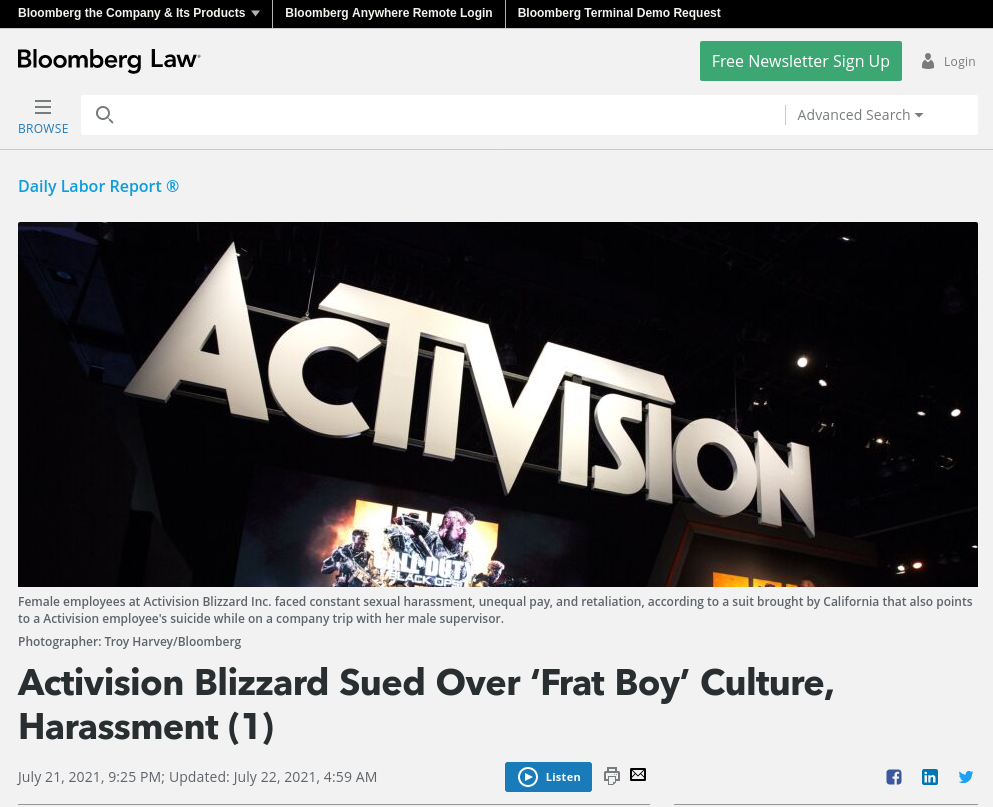 Bloomberg the Company & Its Products
Bloomberg Anywhere Remote Login
Bloomberg Terminal Demo Request
Bloomberg Law®
Free Newsletter Sign Up
Login
BROWSE
Advanced Search
Daily Labor Report ®
ACTIVISION
CALL OF DUTY
BLACK OPS
Female employees at Activision Blizzard Inc. faced constant sexual harassment, unequal pay, and retaliation, according to a suit brought by California that also points
to a Activision employee's suicide while on a company trip with her male supervisor.
Photographer: Troy Harvey/Bloomberg
Activision Blizzard Sued Over ‘Frat Boy’ Culture,
Harassment (1)
July 21, 2021, 9:25 PM; Updated: July 22, 2021, 4:59 AM
Listen